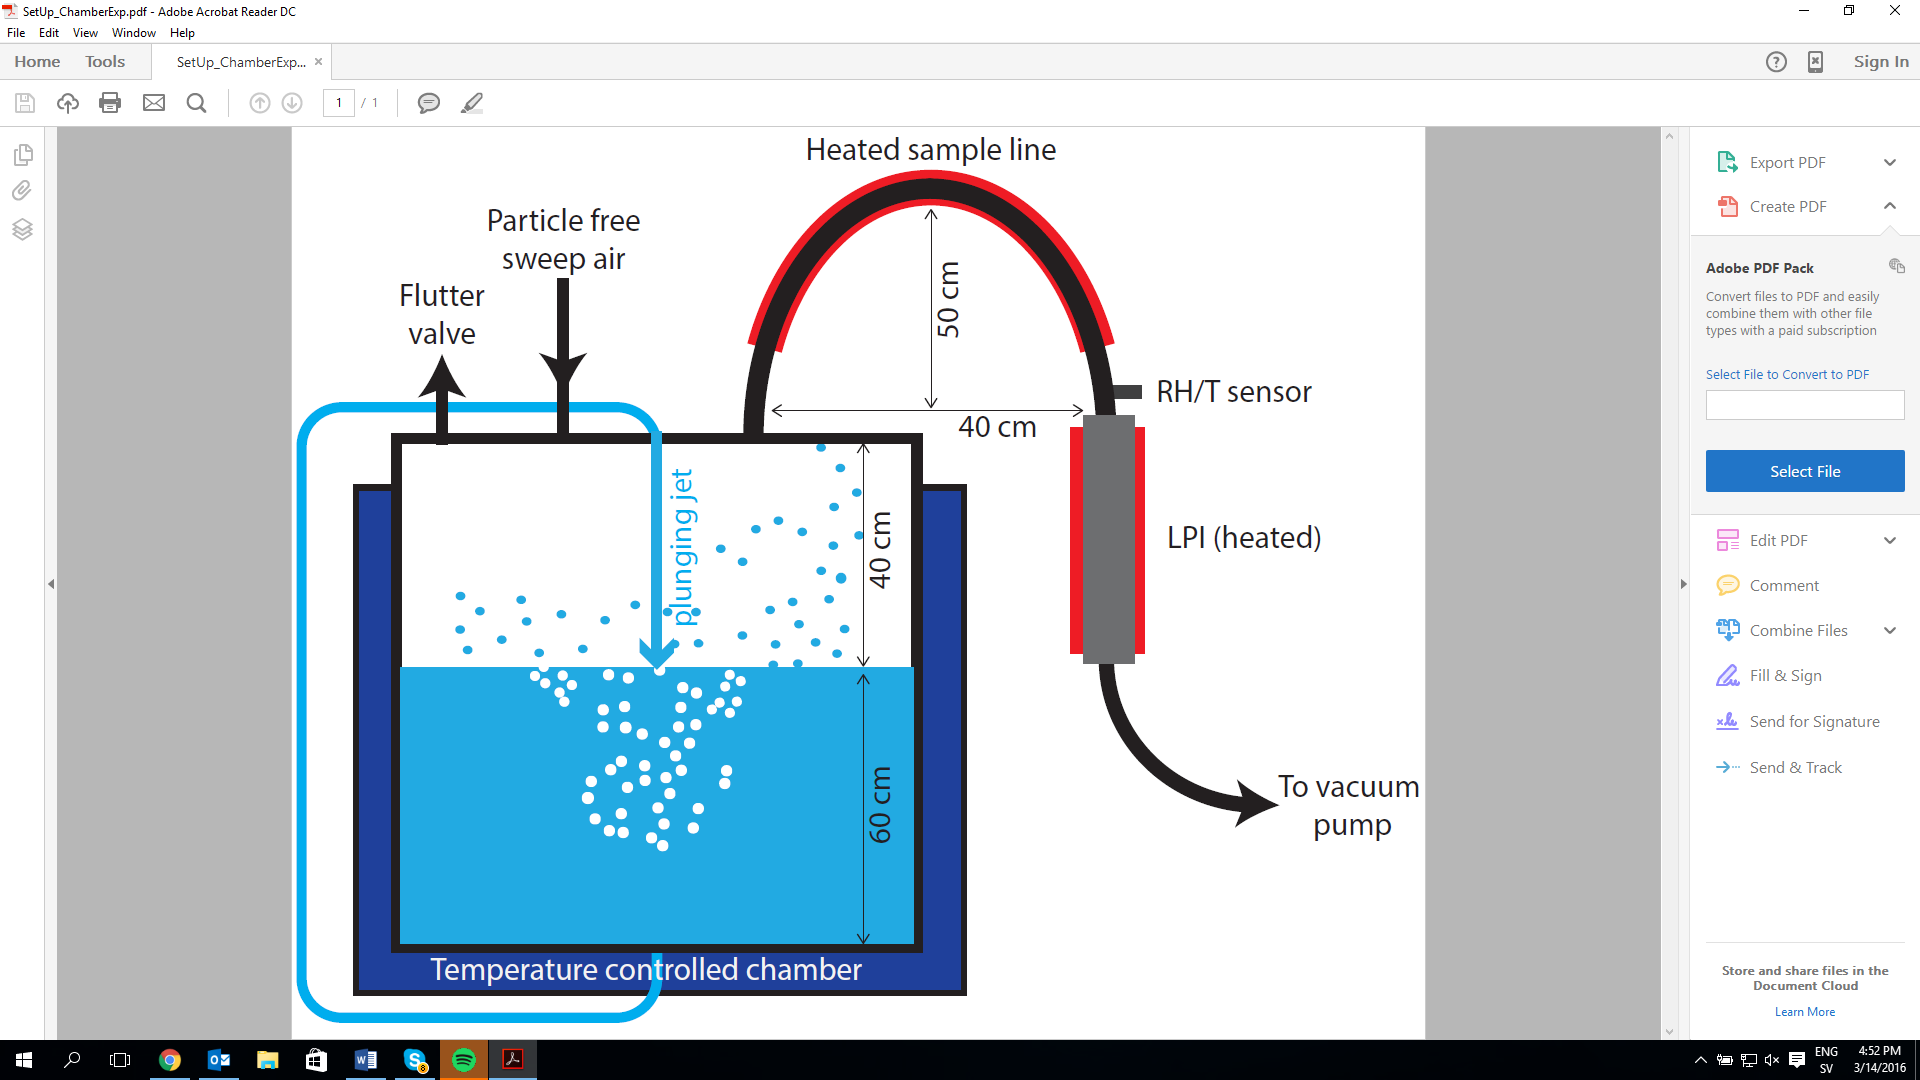 SetUp_ChamberExp.pdf - Adobe Acrobat Reader DC
File Edit View Window Help
Home Tools SetUp_ChamberExp... × Sign In
1 / 1
Heated sample line
Particle free
sweep air
Flutter
valve
50 cm
RH/T sensor
40 cm
plunging jet
40 cm
LPI (heated)
60 cm
To vacuum
pump
Temperature controlled chamber
Export PDF
Create PDF
Adobe PDF Pack
Convert files to PDF and easily
combine them with other file
types with a paid subscription
Select File to Convert to PDF
Select File
Edit PDF
Comment
Combine Files
Fill & Sign
Send for Signature
Send & Track
Store and share files in the
Document Cloud
Learn More
ENG
SV
4:52 PM
3/14/2016